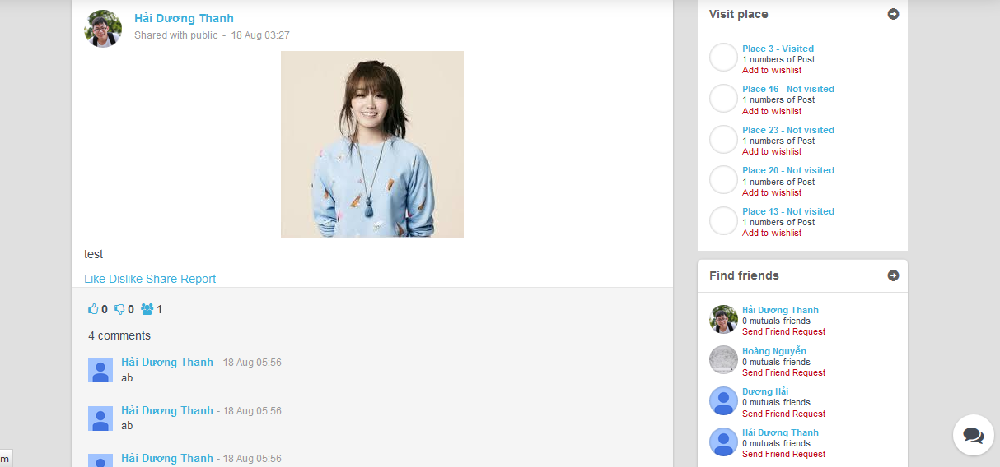 Hải Dương Thanh
Shared with public - 18 Aug 03:27
test
Like Dislike Share Report
0 0 1
4 comments
Hải Dương Thanh - 18 Aug 05:56
ab
Hải Dương Thanh - 18 Aug 05:56
ab
Hải Dương Thanh - 18 Aug 05:56
m
Visit place
Place 3 - Visited
1 numbers of Post
Add to wishlist
Place 16 - Not visited
1 numbers of Post
Add to wishlist
Place 23 - Not visited
1 numbers of Post
Add to wishlist
Place 20 - Not visited
1 numbers of Post
Add to wishlist
Place 13 - Not visited
1 numbers of Post
Add to wishlist
Find friends
Hải Dương Thanh
0 mutuals friends
Send Friend Request
Hoàng Nguyễn
0 mutuals friends
Send Friend Request
Dương Hải
0 mutuals friends
Send Friend Request
Hải Dương Thanh
0 mutuals friends
Send Friend Request